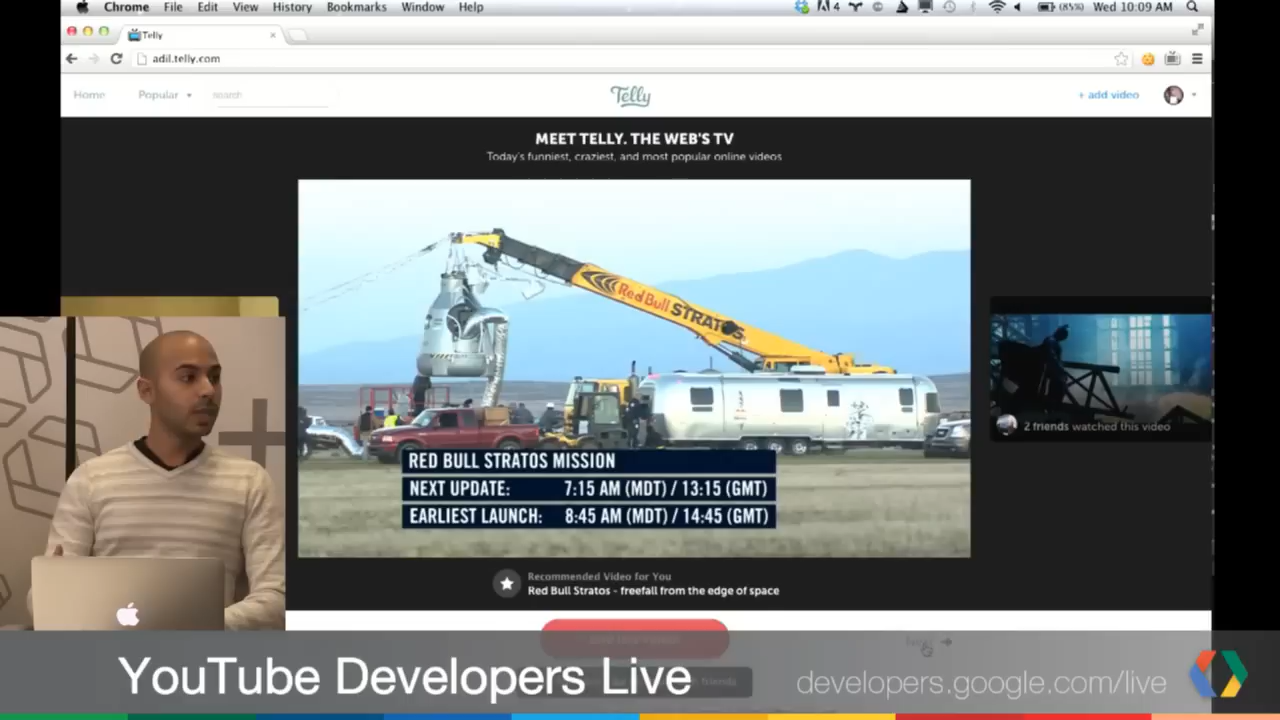 Chrome File Edit View History Bookmarks Window Help
4 (85%) Wed 10:09 AM
Telly
adil.telly.com
Home Popular search
Telly
+ add video
MEET TELLY. THE WEB'S TV
Today's funniest, craziest, and most popular online videos
Red Bull STRATOS
RED BULL STRATOS MISSION
NEXT UPDATE: 7:15 AM (MDT) / 13:15 (GMT)
EARLIEST LAUNCH: 8:45 AM (MDT) / 14:45 (GMT)
2 friends watched this video
Recommended Video for You
Red Bull Stratos - freefall from the edge of space
friends
YouTube Developers Live
developers.google.com/live